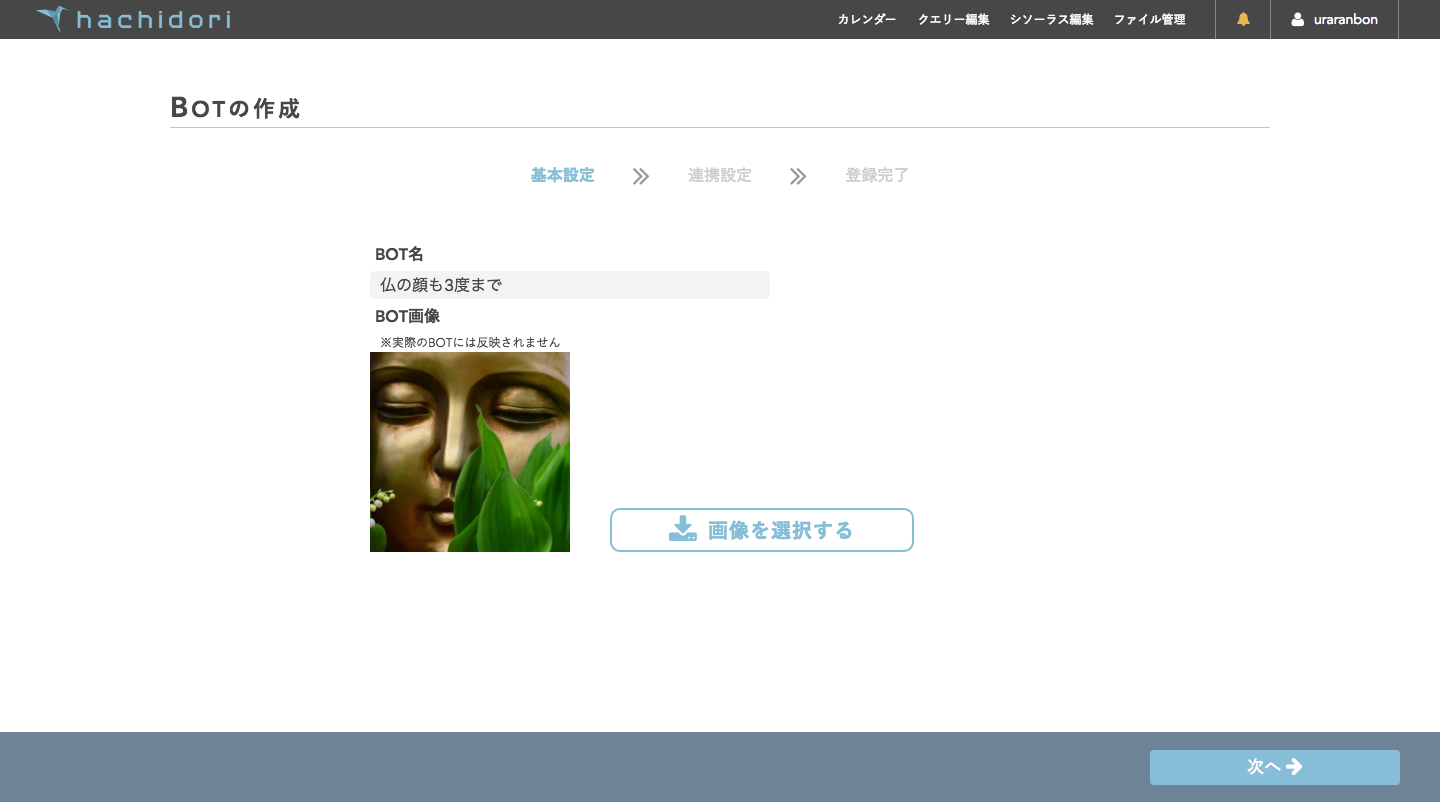 hachidori
カレンダー クエリー編集 シソーラス編集 ファイル管理 uraranbon
BOTの作成
基本設定 連携設定 登録完了
BOT名
仏の顔も3度まで
BOT画像
※実際のBOTには反映されません
画像を選択する
次へ